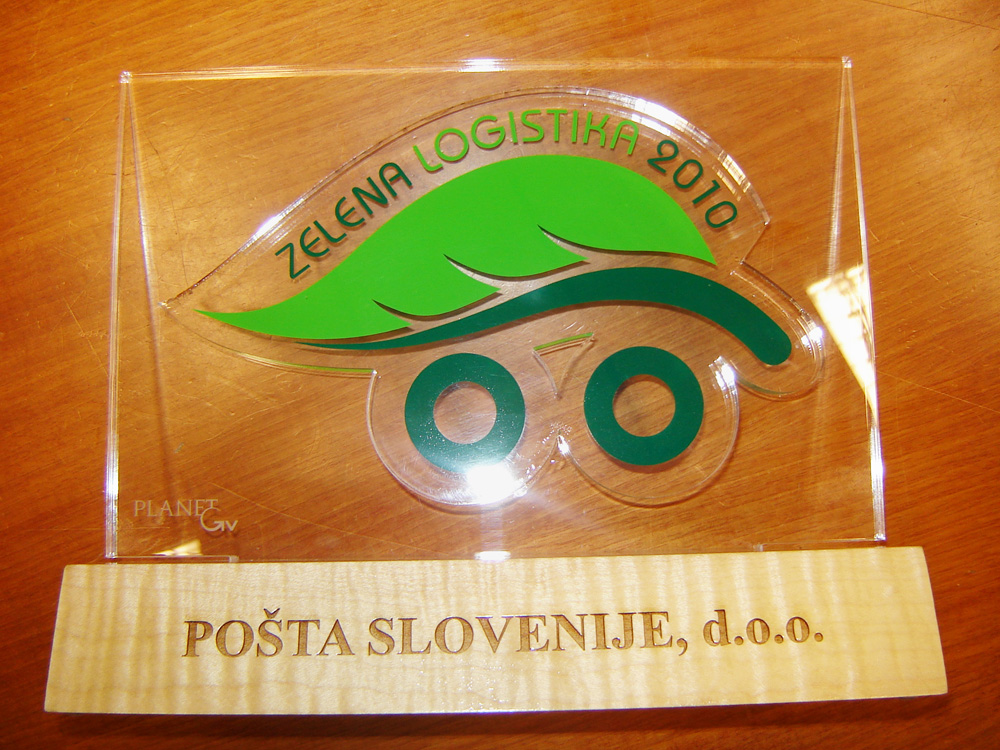 ZELENA LOGISTIKA 2010
PLANET
GV
POŠTA SLOVENIJE, d.o.o.